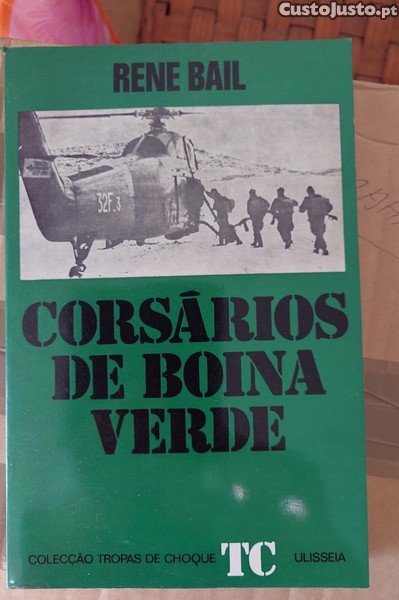 CustoJusto.pt
RENE BAIL
32F.3
CORSÁRIOS
DE BOINA
VERDE
COLECÇÃO TROPAS DE CHOQUE TC ULISSEIA